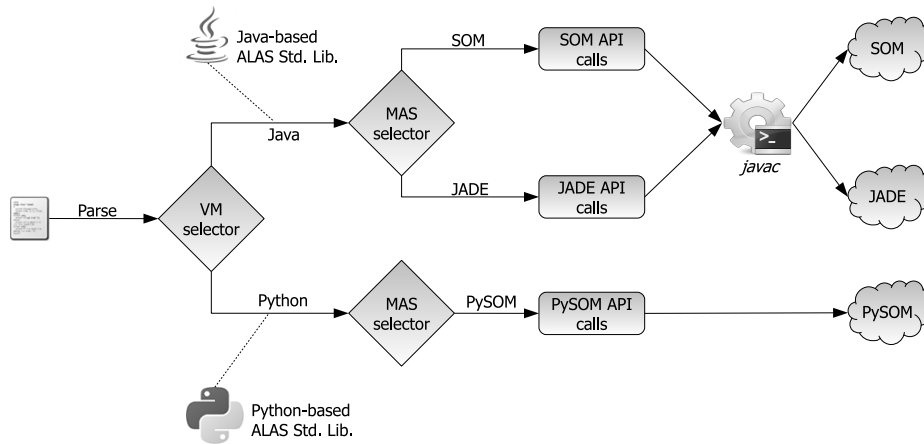 Java-based
ALAS Std. Lib.
SOM
SOM API
calls
SOM
MAS
selector
Java
>_
javac
JADE
JADE API
calls
JADE
Parse
VM
selector
Python
MAS
selector
PySOM
PySOM API
calls
PySOM
Python-based
ALAS Std. Lib.